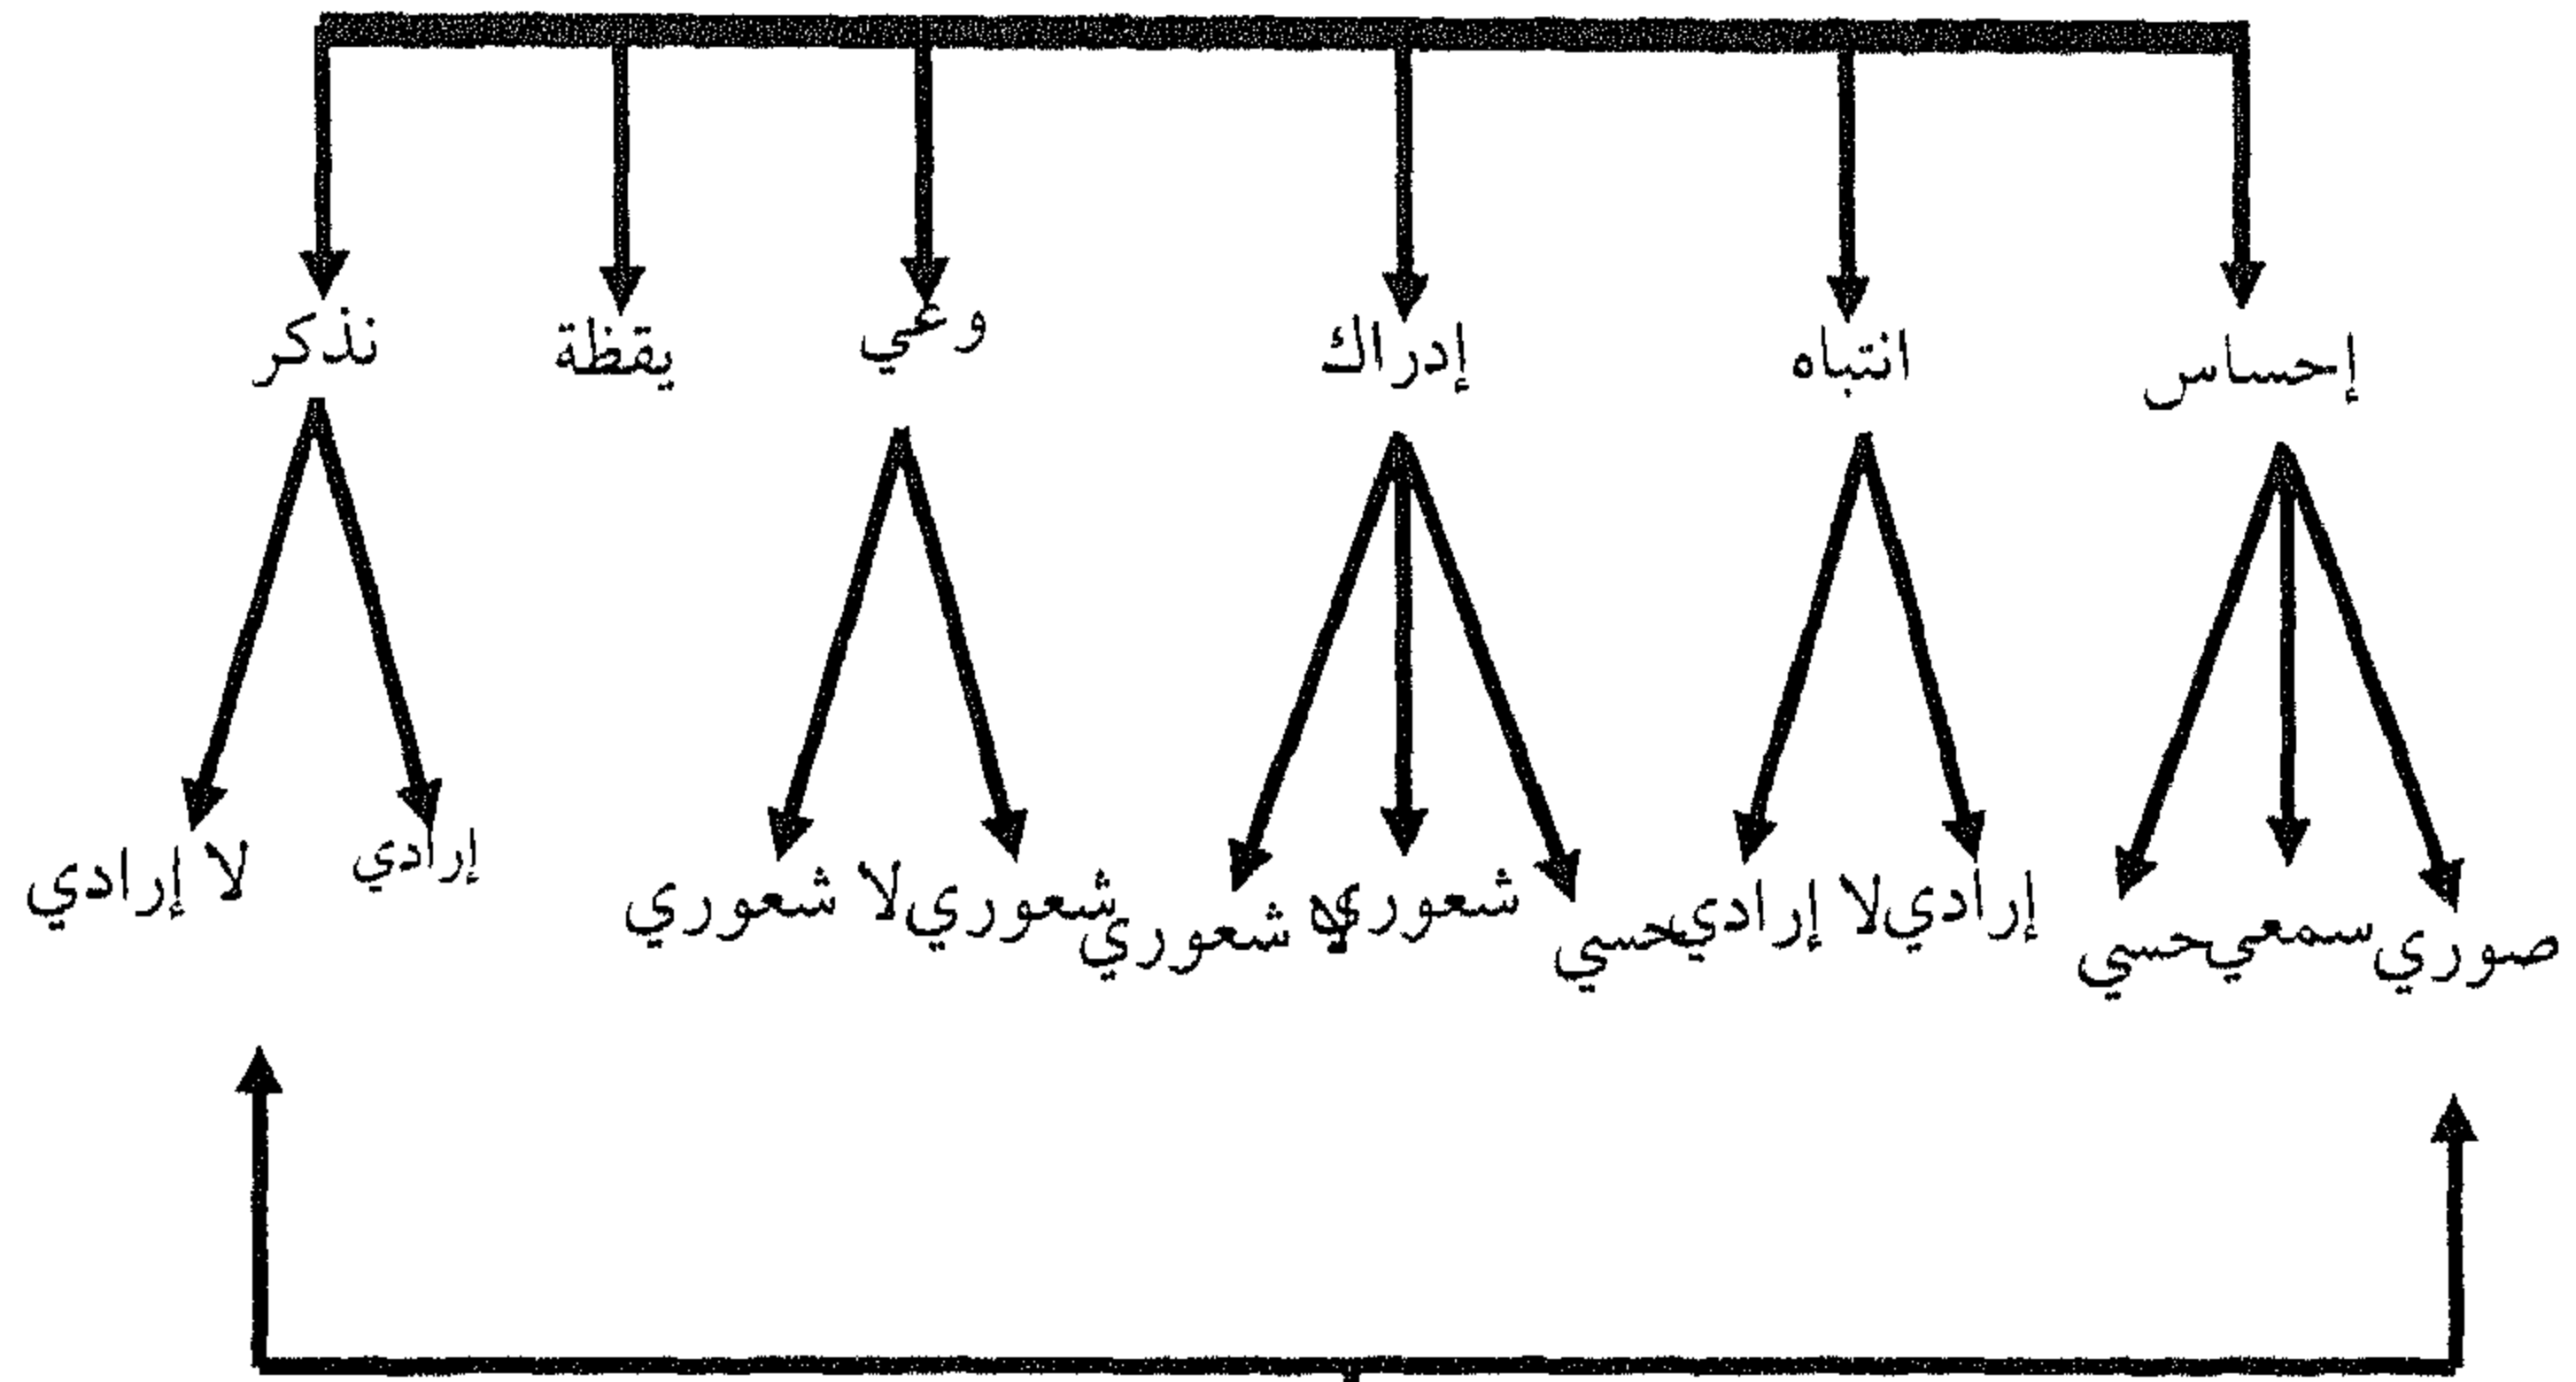 إحساس انتباه إدراك وعي يقظة نذكر
صوري سمعي حسي إرادي لا إرادي حسي شعوري لا شعوري شعوري لا شعوري إرادي لا إرادي